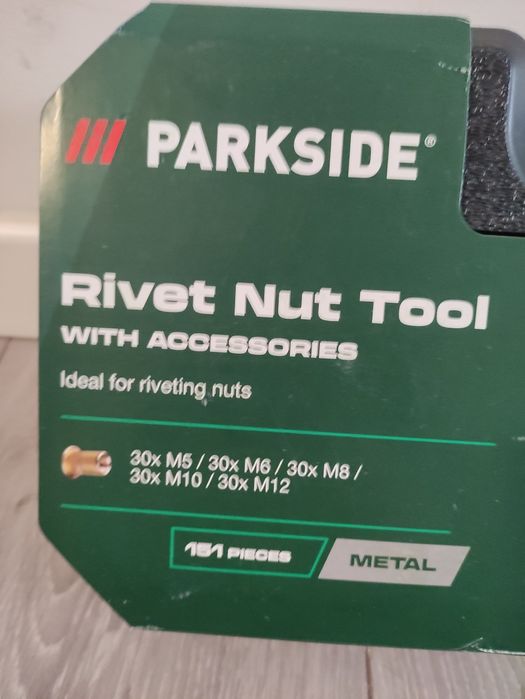 PARKSIDE®
Rivet Nut Tool
WITH ACCESSORIES
Ideal for riveting nuts
30x M5 / 30x M6 / 30x M8 /
30x M10 / 30x M12
151 PIECES
METAL